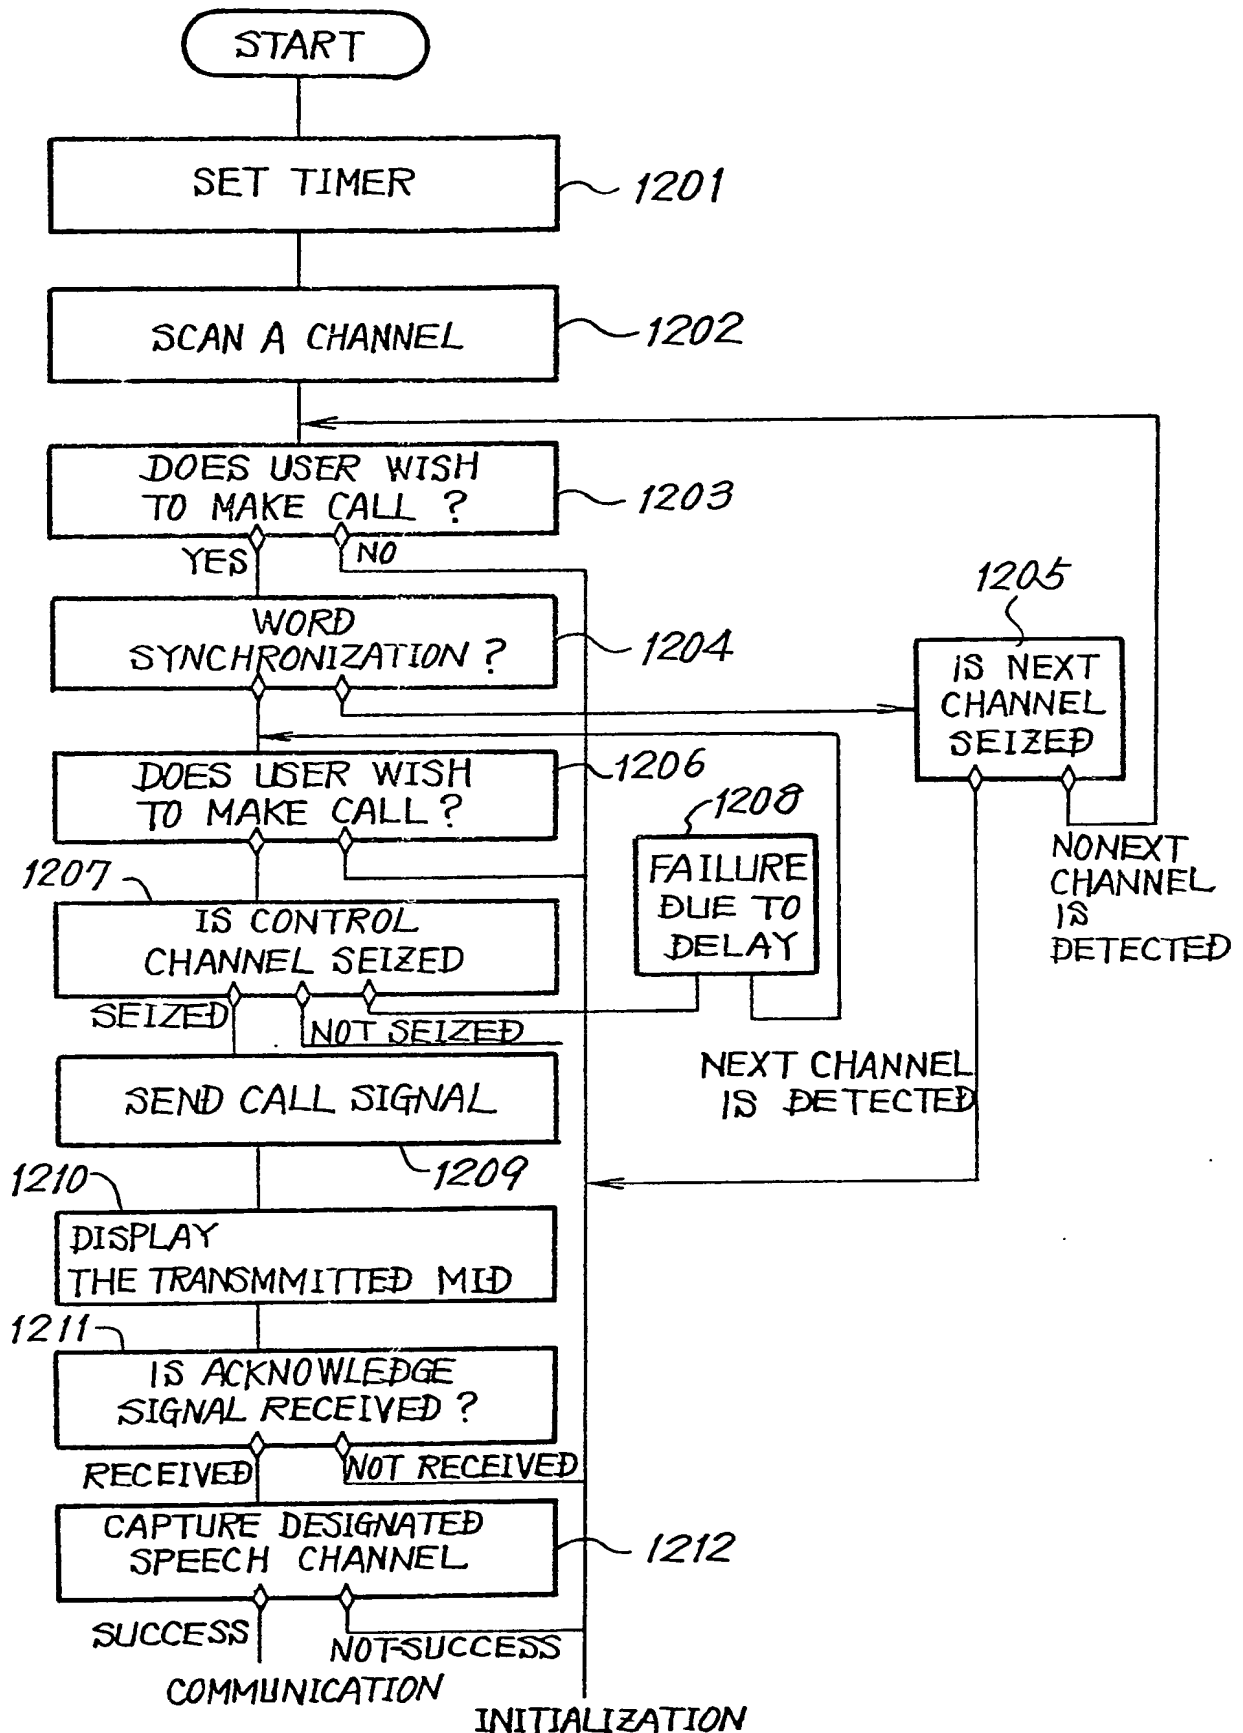 START
SET TIMER
1201
SCAN A CHANNEL
1202
DOES USER WISH
TO MAKE CALL ?
1203
YES
NO
WORD
SYNCHRONIZATION ?
1204
1205
IS NEXT
CHANNEL
SEIZED
DOES USER WISH
TO MAKE CALL ?
1206
1208
FAILURE
DUE TO
DELAY
NONEXT
CHANNEL
IS
DETECTED
1207
IS CONTROL
CHANNEL SEIZED
SEIZED
NOT SEIZED
NEXT CHANNEL
IS DETECTED
SEND CALL SIGNAL
1209
1210
DISPLAY
THE TRANSMMITTED MID
1211
IS ACKNOWLEDGE
SIGNAL RECEIVED ?
RECEIVED
NOT RECEIVED
CAPTURE DESIGNATED
SPEECH CHANNEL
1212
SUCCESS
NOT-SUCCESS
COMMUNICATION
INITIALIZATION